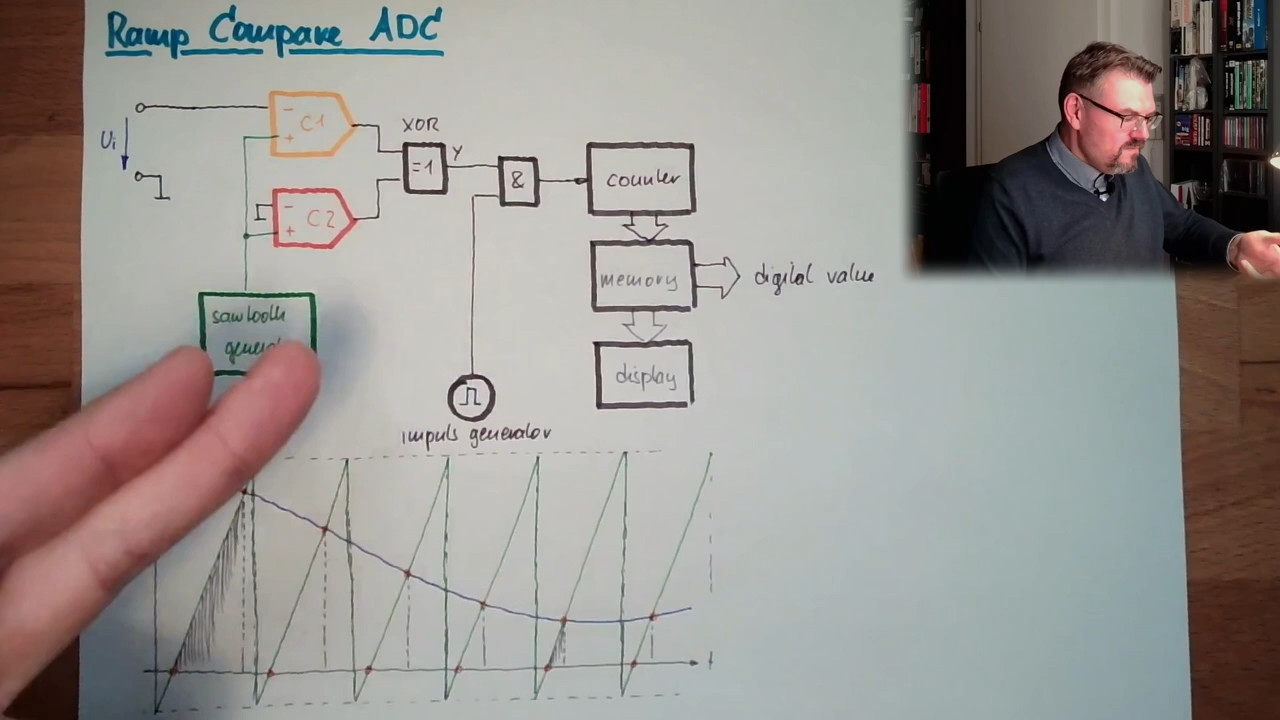 Ramp Compare ADC
Ui
- C1
+
XOR
=1
Y
&
counter
- C2
+
memory
digital value
sawtooth
display
impuls generator
t